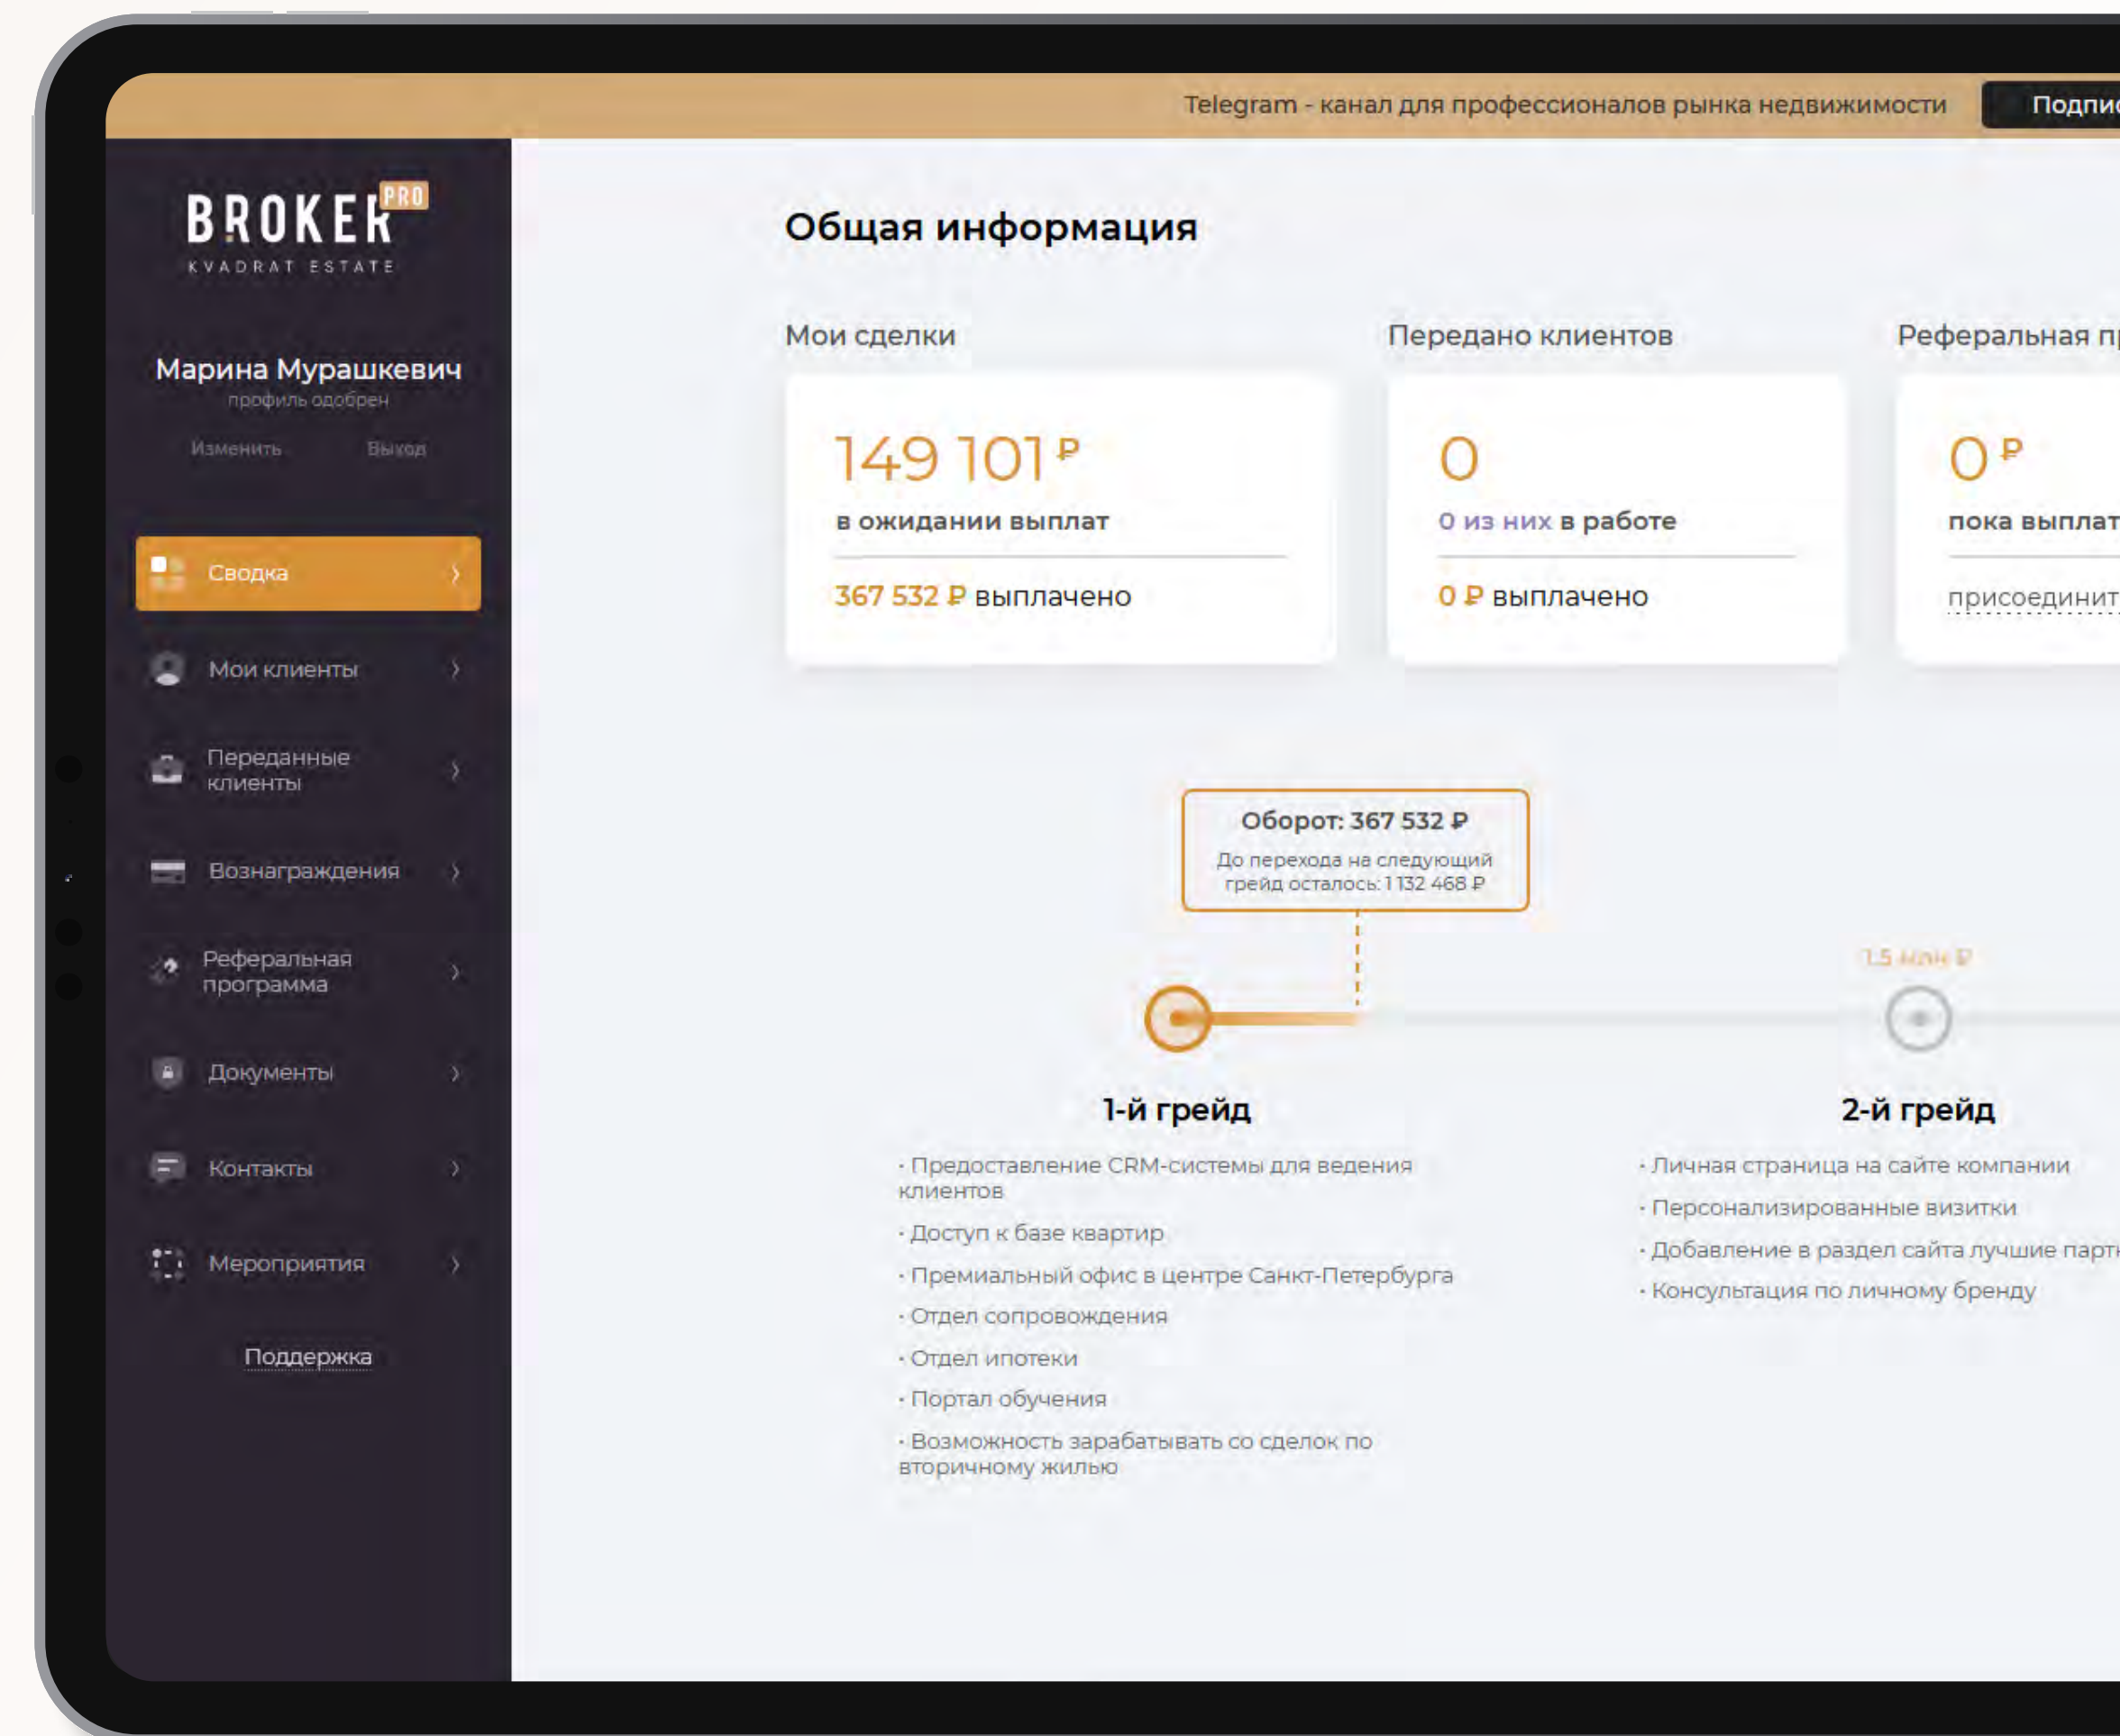 Telegram - канал для профессионалов рынка недвижимости
BROKER PRO
KVADRAT ESTATE
Марина Мурашкевич
профиль одобрен
Изменить Выход
Сводка
Мои клиенты
Переданные
клиенты
Вознаграждения
Реферальная
программа
Документы
Контакты
Мероприятия
Поддержка
Общая информация
Мои сделки
149 101 ₽
в ожидании выплат
367 532 ₽ выплачено
Передано клиентов
0
0 из них в работе
0 ₽ выплачено
Реферальная
0 ₽
пока
Оборот: 367 532 ₽
До перехода на следующий
грейд осталось: 1 132 468 ₽
1.5 млн ₽
1-й грейд
· Предоставление CRM-системы для ведения
клиентов
· Доступ к базе квартир
· Премиальный офис в центре Санкт-Петербурга
· Отдел сопровождения
· Отдел ипотеки
· Портал обучения
· Возможность зарабатывать со сделок по
вторичному жилью
2-й грейд
· Личная страница на сайте компании
· Персонализированные визитки
· Добавление в раздел сайта лучшие
· Консультация по личному бренду